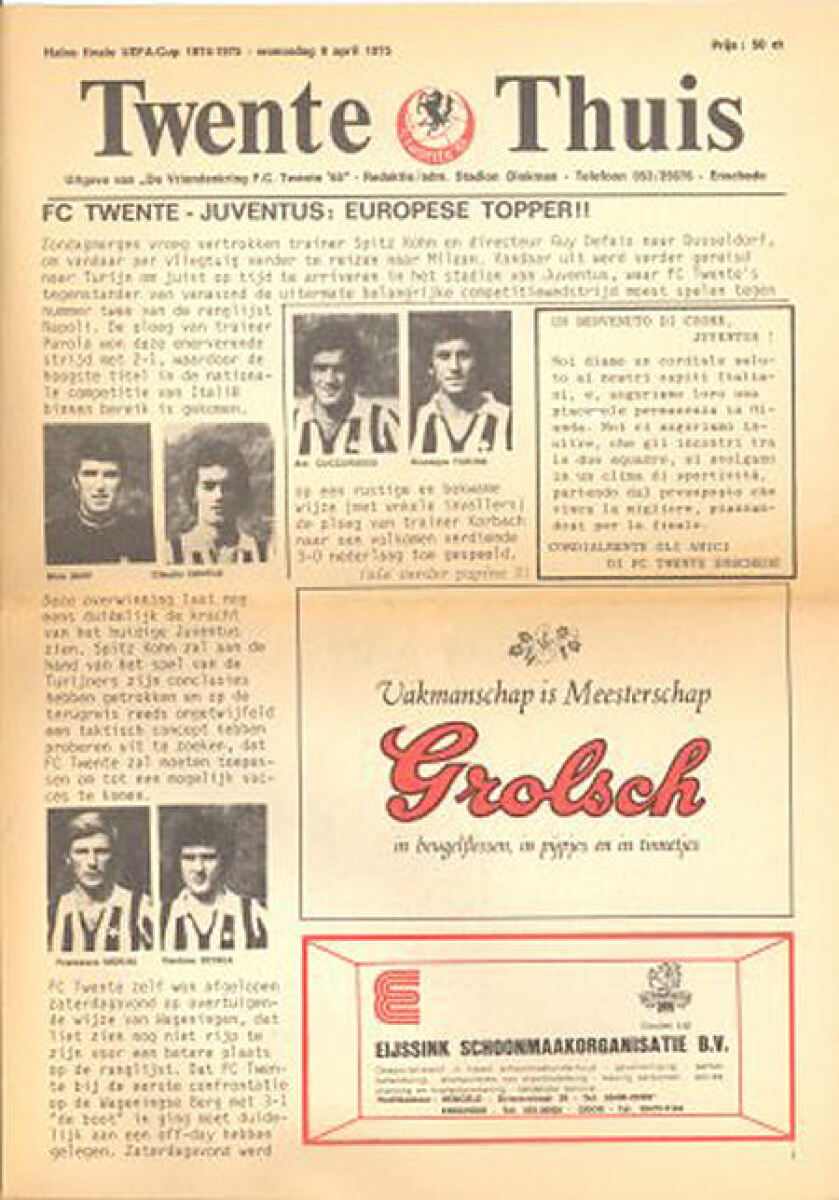 Halve Finale UEFA-Cup 1974-1975 - woensdag 9 april 1975
Prijs: 50 ct
Twente Thuis
Uitgave van „De Vriendenkring F.C. Twente '65" - Redaktie/adm. Stadion Diekman - Telefoon - Enschede
FC TWENTE - JUVENTUS: EUROPESE TOPPER!!
Zondagmorgen vroeg vertrokken trainer Spitz Kohn en directeur Guy Defais naar Dusseldorf,
om vandaar per vliegtuig verder te reizen naar Milaan. Vandaar uit werd verder gereisd
naar Turijn om juist op tijd te arriveren in het stadion van Juventus, waar FC Twente's
tegenstander van vanavond de uitermate belangrijke competitiewedstrijd moest spelen tegen
nummer twee van de ranglijst
Napoli. De ploeg van trainer
Parola won deze enerverende
strijd met 2-1, waardoor de
hoogste titel in de nationa-
le competitie van Italië
binnen bereik is gekomen.
Deze overwinning laat nog
eens duidelijk de kracht
van het huidige Juventus
zien. Spitz Kohn zal aan de
hand van het spel van de
Turijners zijn conclusies
hebben getrokken en op de
terugreis reeds ongetwijfeld
een taktisch concept hebben
proberen uit te zoeken, dat
FC Twente zal moeten toepas-
sen om tot een mogelijk suc-
ces te komen.
FC Twente zelf was afgelopen
zaterdagavond op overtuigen-
de wijze van Wageningen, dat
liet zien nog niet rijp te
zijn voor een betere plaats
op de ranglijst. Dat FC Twen-
te bij de eerste confrontatie
op de Wageningse Berg met 3-1
"de boot" in ging moet duide-
lijk aan een off-day hebben
gelegen. Zaterdagavond werd
op een rustige en bekwame
wijze (met enkele invallers)
de ploeg van trainer Korbach
naar een volkomen verdiende
3-0 nederlaag toe gespeeld.
(zie verder pagina 3)
UN BENVENUTO DI CUORE,
JUVENTUS !
Noi diamo un cordiale salu-
to ai nostri ospiti Italia-
ni, e, auguriamo loro una
piacevole permanenza in Ol-
anda. Noi ci auguriamo in-
oltre, che gli incontri tra
le due squadre, si svolgano
in un clima di sportività,
partendo dal presupposto che
vinca la migliore,
per la finale.
CORDIALMENTE GLI AMICI
DI FC TWENTE ENSCHEDE
Vakmanschap is Meesterschap
Grolsch
in beugelflessen, in pijpjes en in tinnetjes
EIJSSINK SCHOONMAAKORGANISATIE B.V.
HENGELO